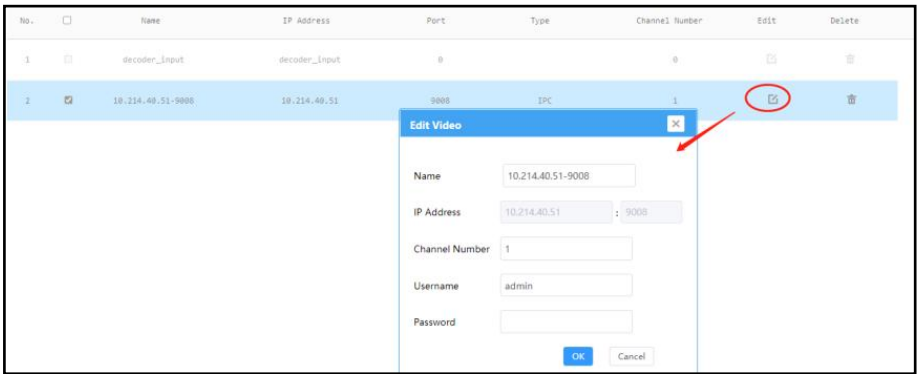 No. Name IP Address Port Type Channel Number Edit Delete
1 decoder_input decoder_input 0 0
2 10.214.40.51-9008 10.214.40.51 9008 IPC 1
Edit Video
Name 10.214.40.51-9008
IP Address 10.214.40.51 : 9008
Channel Number 1
Username admin
Password
OK Cancel